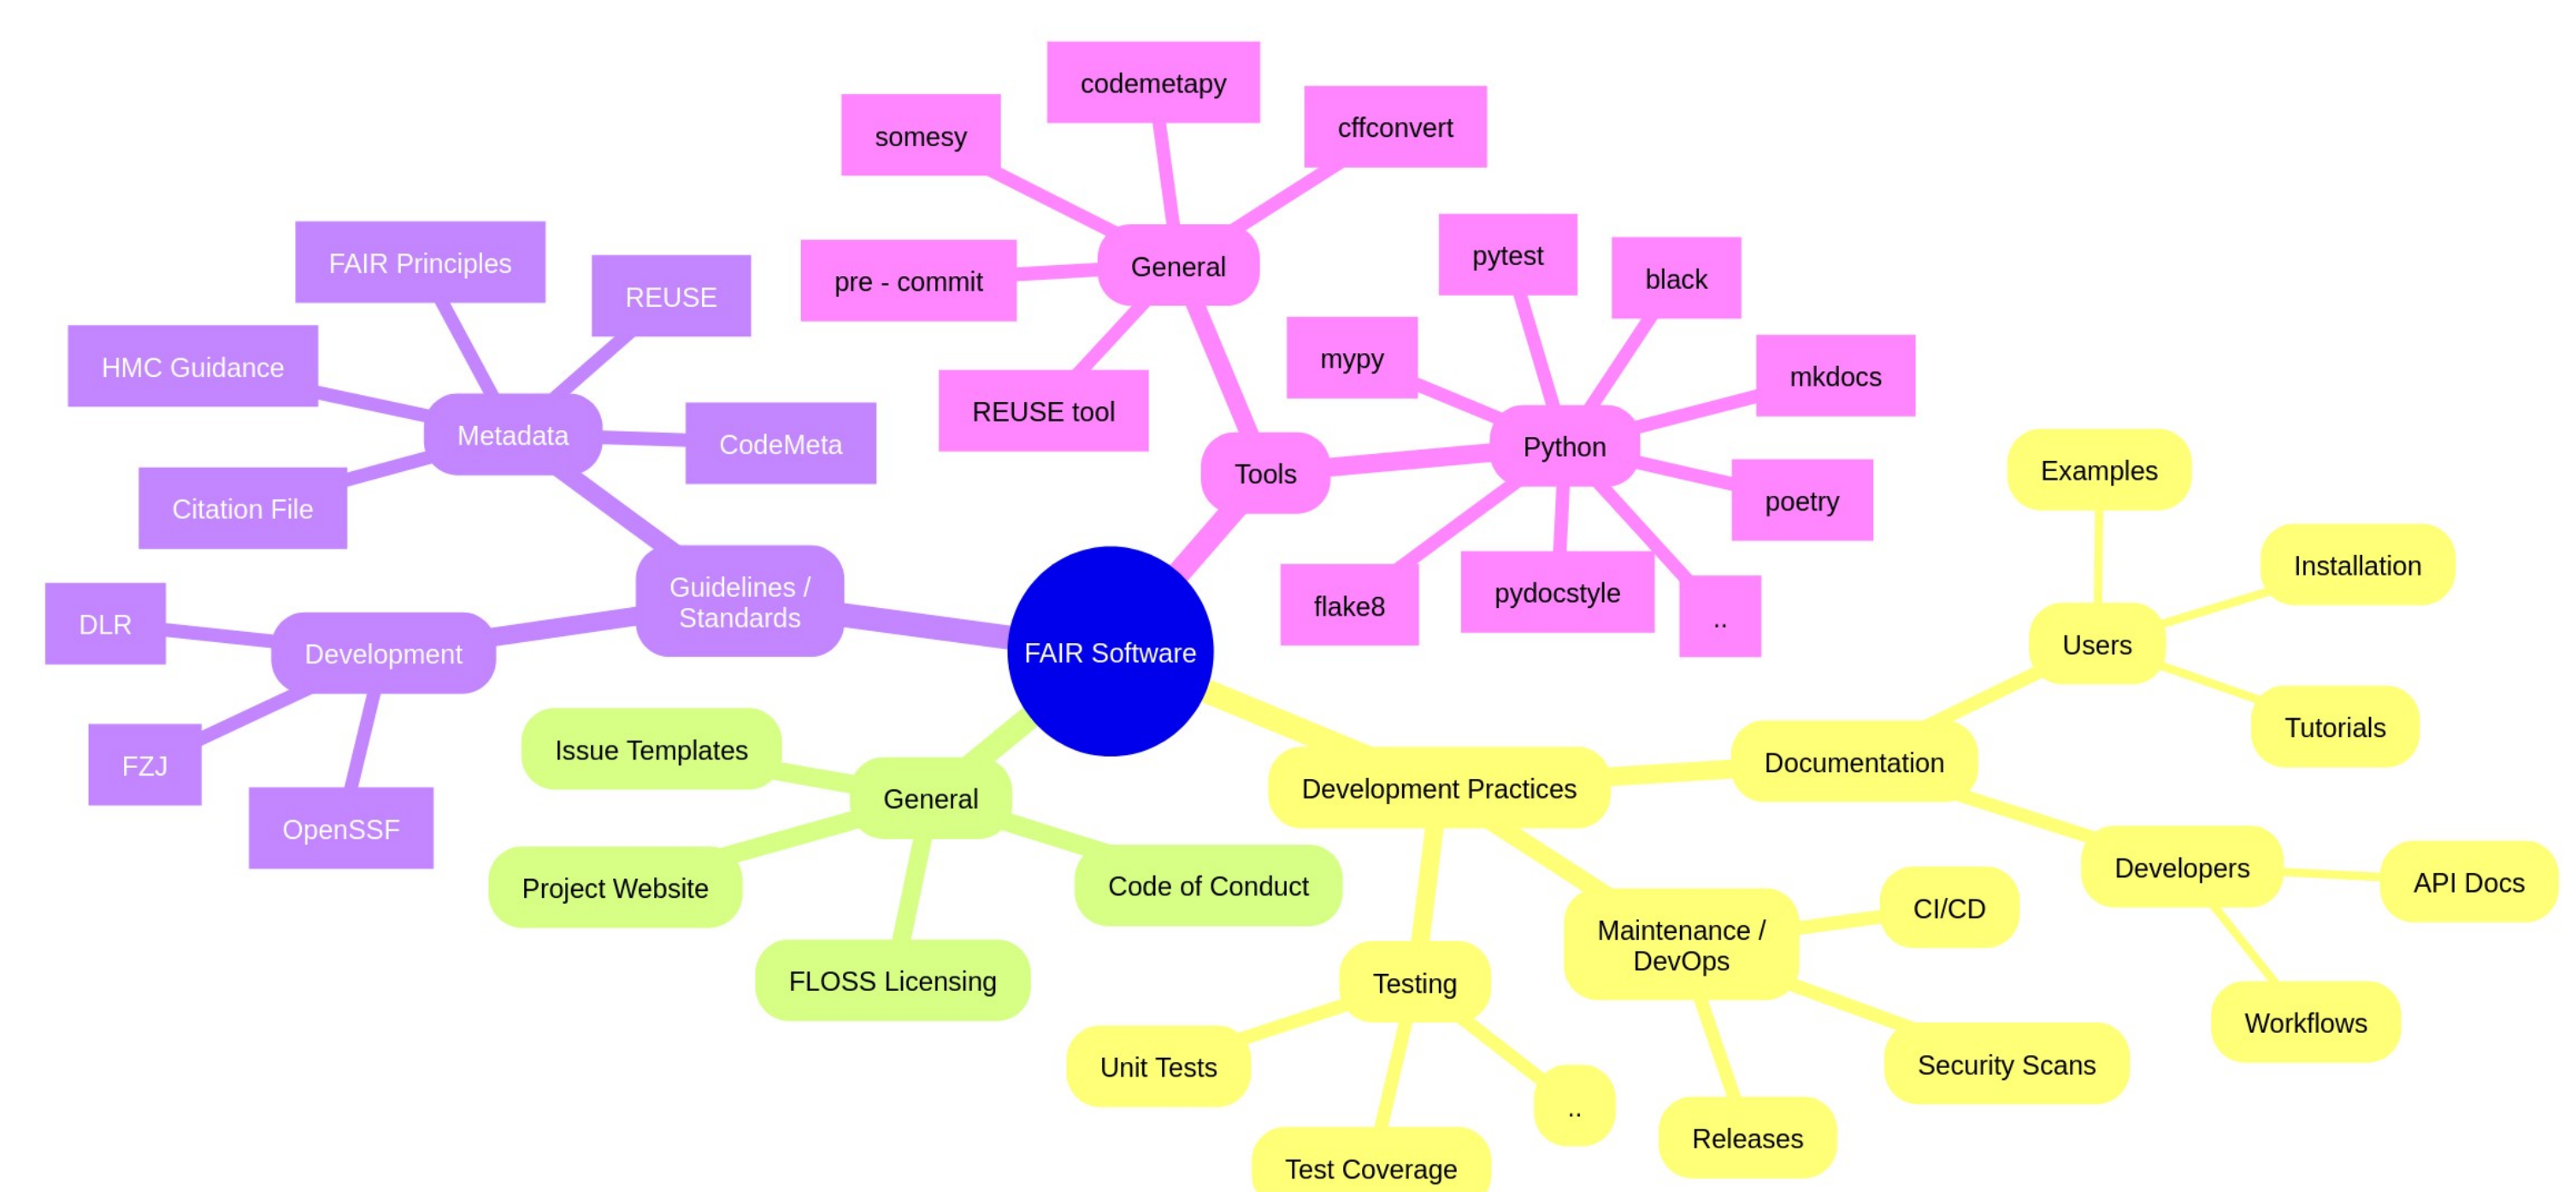 codemetapy
cffconvert
somesy
General
pre - commit
REUSE tool
pytest
black
mypy
mkdocs
Python
Tools
poetry
flake8
pydocstyle
..
FAIR Principles
REUSE
HMC Guidance
Metadata
CodeMeta
Citation File
Guidelines /
Standards
DLR
Development
FZJ
OpenSSF
FAIR Software
Issue Templates
General
Project Website
Code of Conduct
FLOSS Licensing
Development Practices
Documentation
Examples
Installation
Users
Tutorials
Developers
API Docs
Workflows
Maintenance /
DevOps
CI/CD
Security Scans
Releases
Testing
Unit Tests
..
Test Coverage